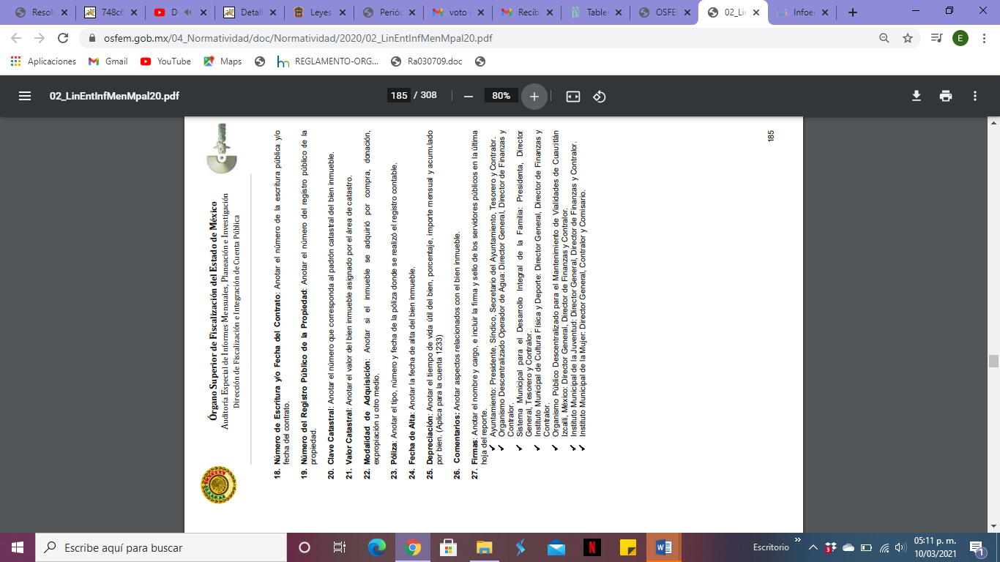 Resol
748c6
D
Detall
Leyes
Periód
voto
Recib
Tabler
OSFEM
02_Lin
Infoer
osfem.gob.mx/04_Normatividad/doc/Normatividad/2020/02_LinEntInfMenMpal20.pdf
E
Aplicaciones
Gmail
YouTube
Maps
REGLAMENTO-ORG...
Ra030709.doc
02_LinEntInfMenMpal20.pdf
185 / 308
80%
Órgano Superior de Fiscalización del Estado de México
Auditoría Especial de Informes Mensuales, Planeación e Investigación
Dirección de Fiscalización e Integración de Cuenta Pública
18. Número de Escritura y/o Fecha del Contrato: Anotar el número de la escritura pública y/o
fecha del contrato.
19. Número del Registro Público de la Propiedad: Anotar el número del registro público de la
propiedad.
20. Clave Catastral: Anotar el número que corresponda al padrón catastral del bien inmueble.
21. Valor Catastral: Anotar el valor del bien inmueble asignado por el área de catastro.
22. Modalidad de Adquisición: Anotar si el inmueble se adquirió por compra, donación,
expropiación u otro medio.
23. Póliza: Anotar el tipo, número y fecha de la póliza donde se realizó el registro contable.
24. Fecha de Alta: Anotar la fecha de alta del bien inmueble.
25. Depreciación: Anotar el tiempo de vida útil del bien, porcentaje, importe mensual y acumulado
por bien. (Aplica para la cuenta 1233)
26. Comentarios: Anotar aspectos relacionados con el bien inmueble.
27. Firmas: Anotar el nombre y cargo, e incluir la firma y sello de los servidores públicos en la última
hoja del reporte.
✓ Ayuntamiento: Presidente, Síndico, Secretario del Ayuntamiento, Tesorero y Contralor.
✓ Organismo Descentralizado Operador de Agua: Director General, Director de Finanzas y
Contralor.
✓ Sistema Municipal para el Desarrollo Integral de la Familia: Presidenta, Director
General, Tesorero y Contralor.
✓ Instituto Municipal de Cultura Física y Deporte: Director General, Director de Finanzas y
Contralor.
✓ Organismo Público Descentralizado para el Mantenimiento de Vialidades de Cuautitlán
Izcalli, México: Director General, Director de Finanzas y Contralor.
✓ Instituto Municipal de la Juventud: Director General, Director de Finanzas y Contralor.
✓ Instituto Municipal de la Mujer: Director General, Contralor y Comisario.
185
Escribe aquí para buscar
Escritorio
05:11 p. m.
10/03/2021